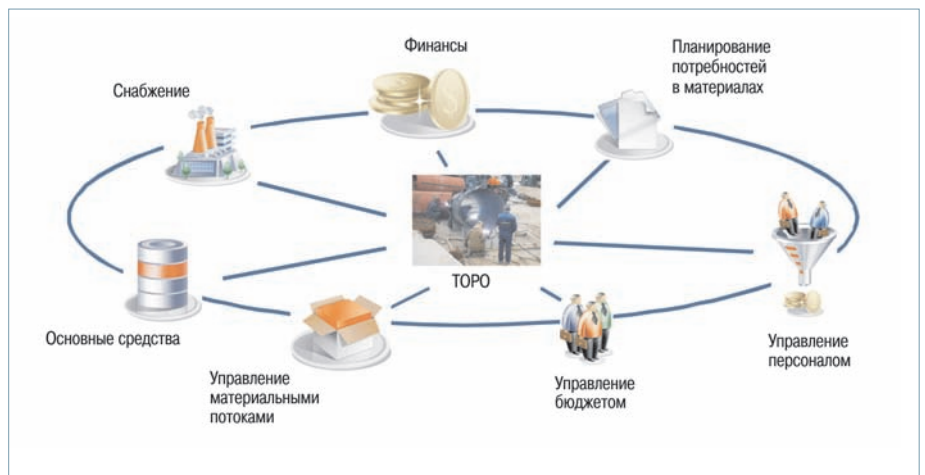 Финансы
Планирование
потребностей
в материалах
Снабжение
ТОРО
Основные средства
Управление
материальными
потоками
Управление
бюджетом
Управление
персоналом